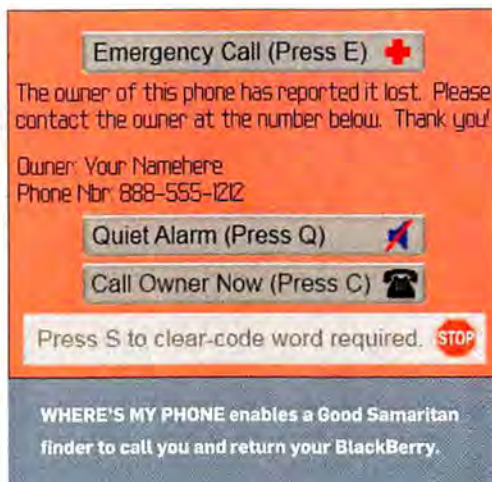 Emergency Call (Press E)
The owner of this phone has reported it lost. Please
contact the owner at the number below. Thank you!
Owner: Your Namehere
Phone Nbr: 888-555-1212
Quiet Alarm (Press Q)
Call Owner Now (Press C)
Press S to clear-code word required. STOP
WHERE'S MY PHONE enables a Good Samaritan
finder to call you and return your BlackBerry.